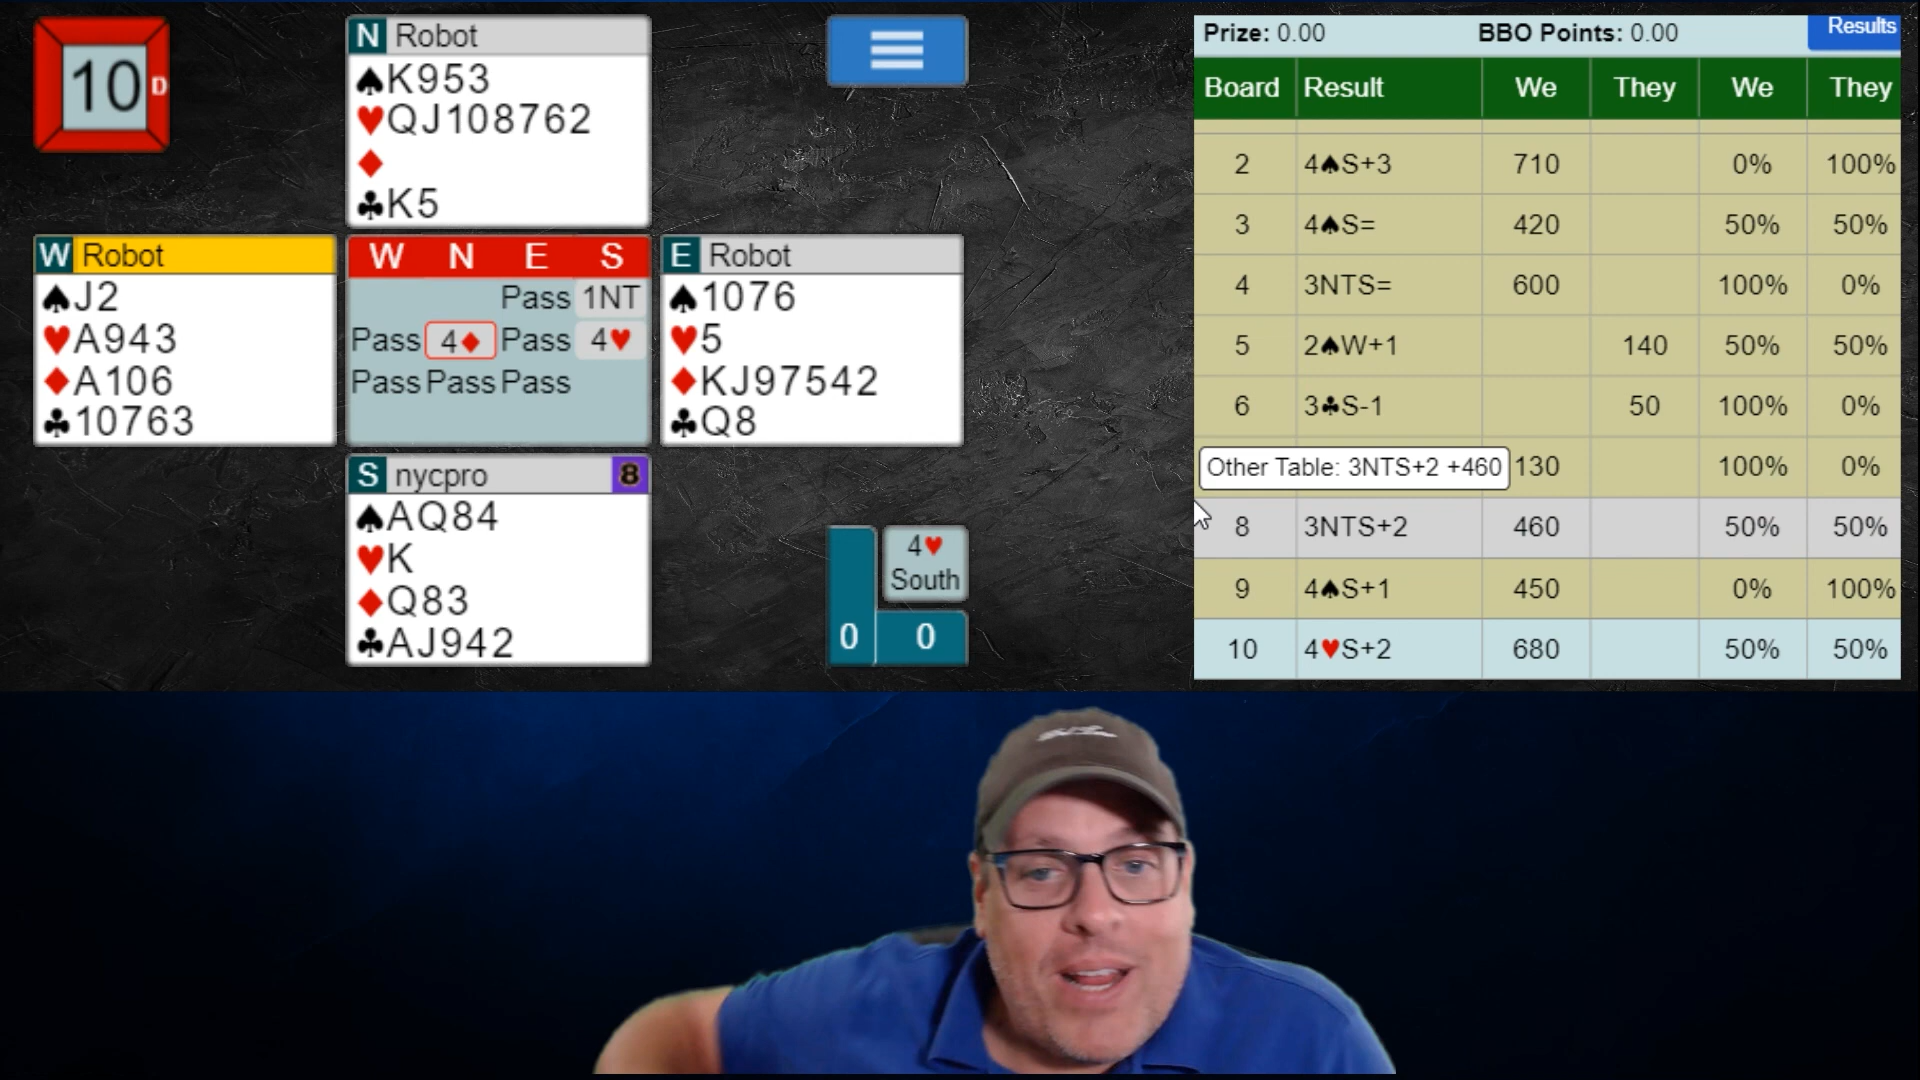 10 D
N Robot
♠K953
♥QJ108762
♦
♣K5
W Robot
♠J2
♥A943
♦A106
♣10763
W N E S
Pass 1NT
Pass 4♦ Pass 4♥
Pass Pass Pass
E Robot
♠1076
♥5
♦KJ97542
♣Q8
S nycpro 8
♠AQ84
♥K
♦Q83
♣AJ942
4♥
South
0 0
Prize: 0.00 BBO Points: 0.00 Results
Board Result We They We They
2 4♠S+3 710 0% 100%
3 4♠S= 420 50% 50%
4 3NTS= 600 100% 0%
5 2♠W+1 140 50% 50%
6 3♣S-1 50 100% 0%
Other Table: 3NTS+2 +460 130 100% 0%
8 3NTS+2 460 50% 50%
9 4♠S+1 450 0% 100%
10 4♥S+2 680 50% 50%